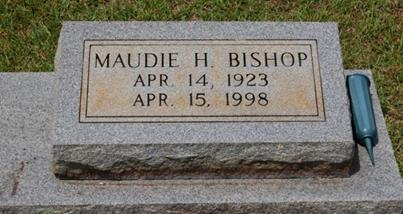 MAUDIE H. BISHOP
APR. 14, 1923
APR. 15, 1998